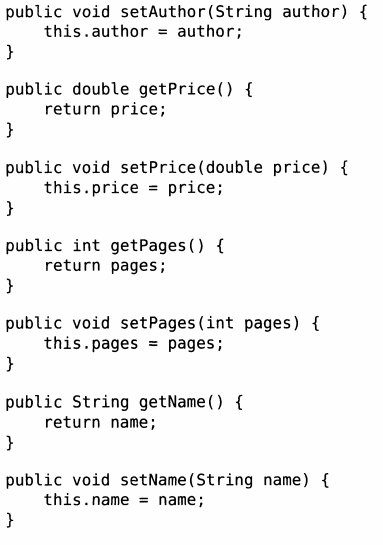 public void setAuthor(String author) {
    this.author = author;
}

public double getPrice() {
    return price;
}

public void setPrice(double price) {
    this.price = price;
}

public int getPages() {
    return pages;
}

public void setPages(int pages) {
    this.pages = pages;
}

public String getName() {
    return name;
}

public void setName(String name) {
    this.name = name;
}